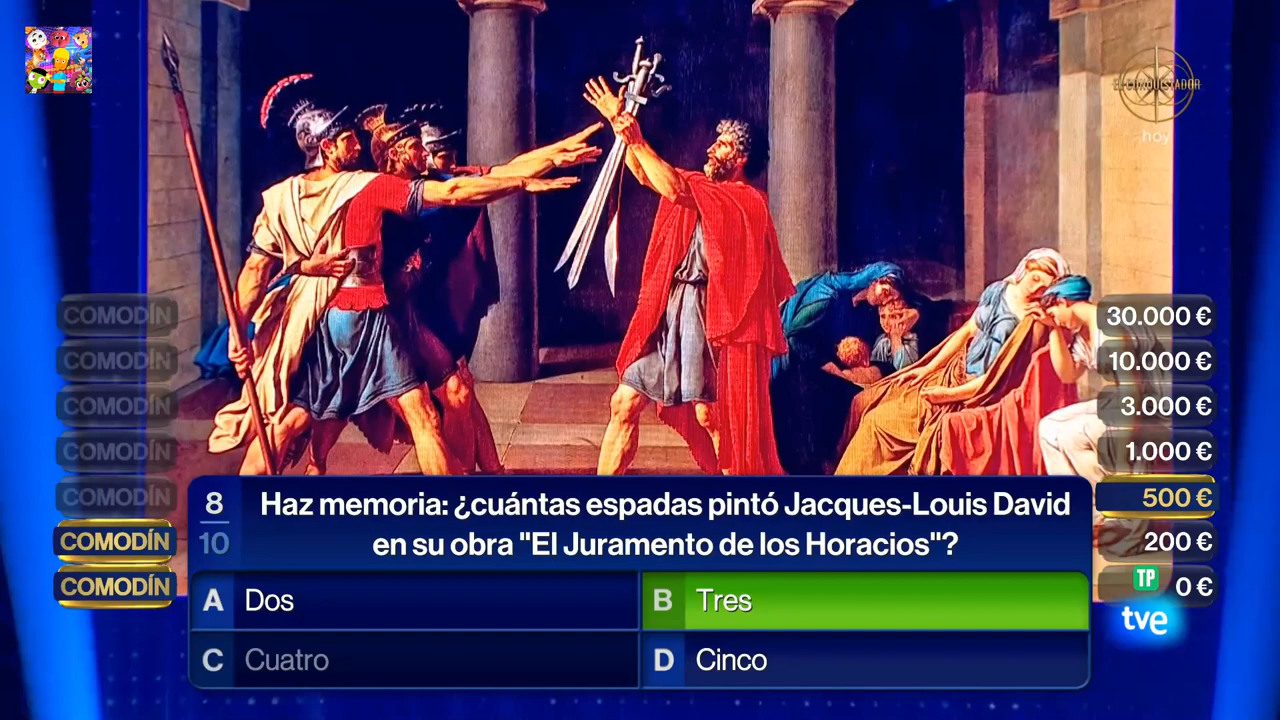 EL CONQUISTADOR
hoy
COMODÍN
COMODÍN
COMODÍN
COMODÍN
COMODÍN
COMODÍN
COMODÍN
30.000 €
10.000 €
3.000 €
1.000 €
500 €
200 €
TP
0 €
tve
8
10
Haz memoria: ¿cuántas espadas pintó Jacques-Louis David
en su obra "El Juramento de los Horacios"?
A Dos
B Tres
C Cuatro
D Cinco